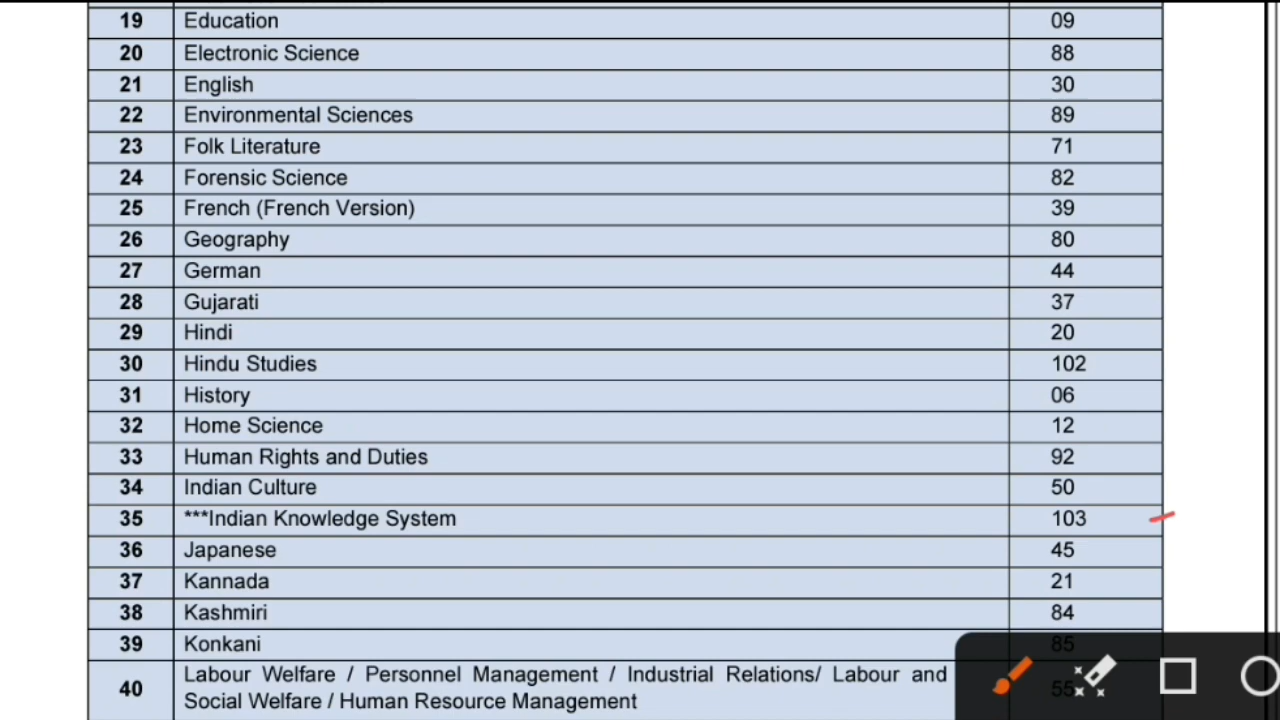 19 Education 09
20 Electronic Science 88
21 English 30
22 Environmental Sciences 89
23 Folk Literature 71
24 Forensic Science 82
25 French (French Version) 39
26 Geography 80
27 German 44
28 Gujarati 37
29 Hindi 20
30 Hindu Studies 102
31 History 06
32 Home Science 12
33 Human Rights and Duties 92
34 Indian Culture 50
35 ***Indian Knowledge System 103
36 Japanese 45
37 Kannada 21
38 Kashmiri 84
39 Konkani 85
Labour Welfare / Personnel Management / Industrial Relations/ Labour and
40 55
Social Welfare / Human Resource Management